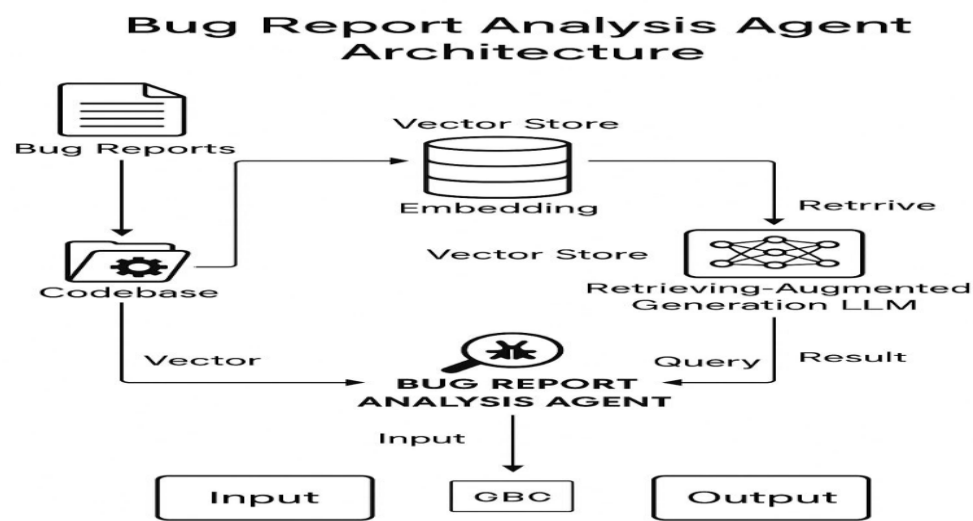 Bug Report Analysis Agent
Architecture
Bug Reports
Vector Store
Embedding
Retrrive
Codebase
Vector Store
Retrieving-Augmented
Generation LLM
Vector
Query
Result
BUG REPORT
ANALYSIS AGENT
Input
Input
GBC
Output